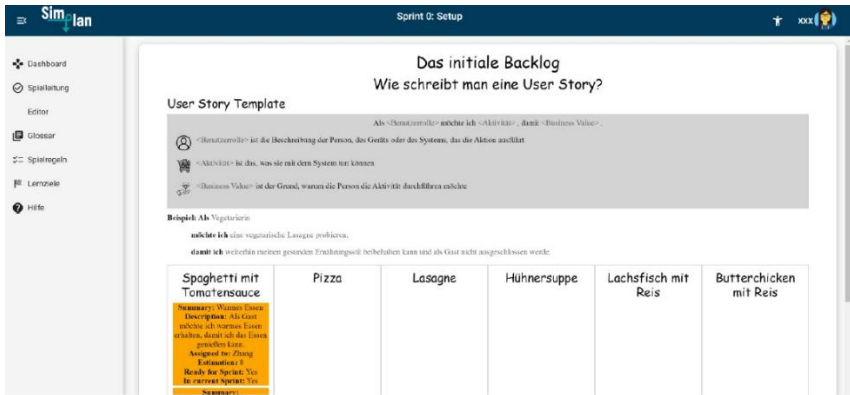 Simplan
Sprint 0: Setup
xxx
Dashboard
Spielleitung
Editor
Glossar
Spielregeln
Lernziele
Hilfe
Das initiale Backlog
Wie schreibt man eine User Story?
User Story Template
Als <Benutzerrolle> möchte ich <Aktivität> , damit <Business Value> .
<Benutzerrolle> ist die Beschreibung der Person, des Geräts oder des Systems, das die Aktion ausführt
<Aktivität> ist das, was sie mit dem System tun können
<Business Value> ist der Grund, warum die Person die Aktivität durchführen möchte
Beispiel: Als Vegetarierin
möchte ich eine vegetarische Lasagne probieren,
damit ich weiterhin meinen gesunden Ernährungsstil beibehalten kann und als Gast nicht ausgeschlossen werde
Spaghetti mit
Tomatensauce
Pizza
Lasagne
Hühnersuppe
Lachsfisch mit
Reis
Butterchicken
mit Reis
Summary: Warmes Essen
Description: Als Gast
möchte ich warmes Essen
erhalten, damit ich das Essen
genießen kann.
Assigned to: Zhang
Estimation: 8
Ready for Sprint: Yes
In current Sprint: Yes
Summary: